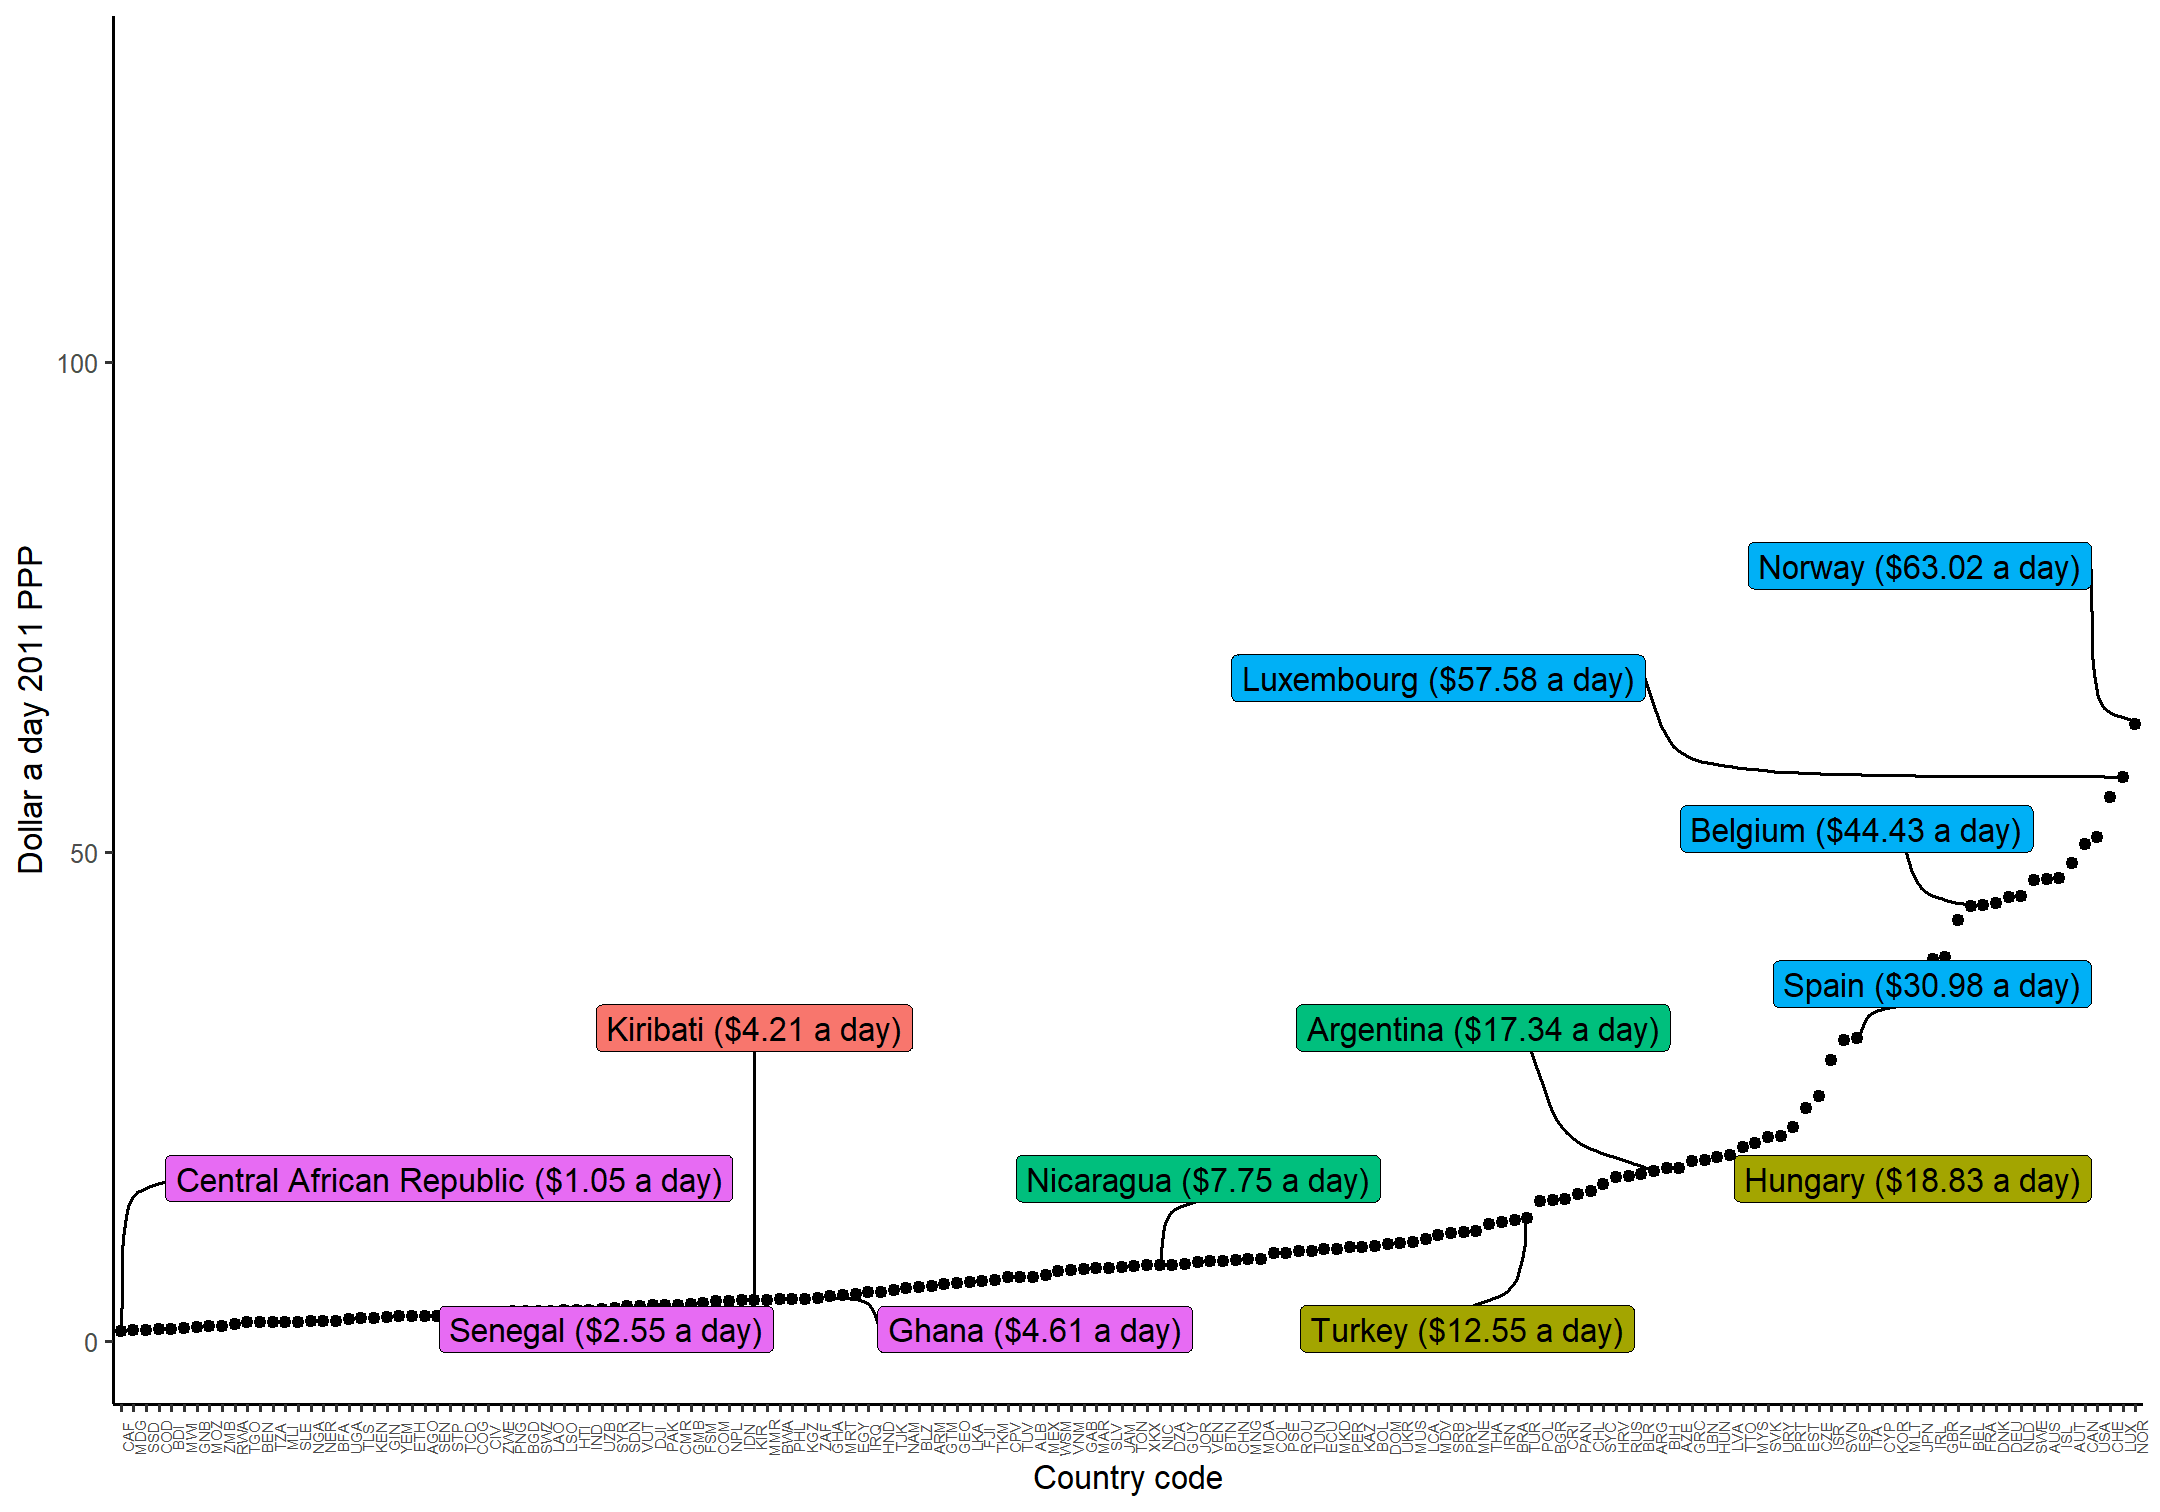 Dollar a day 2011 PPP
100
50
0
Norway ($63.02 a day)
Luxembourg ($57.58 a day)
Belgium ($44.43 a day)
Spain ($30.98 a day)
Kiribati ($4.21 a day)
Argentina ($17.34 a day)
Central African Republic ($1.05 a day)
Nicaragua ($7.75 a day)
Hungary ($18.83 a day)
Senegal ($2.55 a day)
Ghana ($4.61 a day)
Turkey ($12.55 a day)
CAF
MDG
SSD
COD
BDI
MWI
GNB
MOZ
ZMB
RWA
TGO
BEN
TZA
MLI
SLE
NGA
NER
BFA
UGA
TLS
KEN
GIN
YEM
ETH
AGO
SEN
STP
TCD
COG
CIV
ZWE
PNG
BGD
SWZ
LAO
LSO
HTI
IND
UZB
SYR
SDN
VUT
DJI
PAK
CMR
GMB
FSM
COM
NPL
IDN
KIR
MMR
BWA
PHL
KGZ
ZAF
GHA
MRT
EGY
IRQ
HND
TJK
NAM
BLZ
ARM
GTM
GEO
LKA
FJI
TKM
CPV
TUV
ALB
MEX
WSM
VNM
GAB
MAR
SLV
JAM
TON
XKX
NIC
DZA
GUY
JOR
VEN
BTN
CHN
MNG
MDA
COL
PSE
ROU
TUN
ECU
MKD
PER
KAZ
BOL
DOM
UKR
MUS
LCA
MDV
SRB
PRY
MNE
THA
IRN
BRA
TUR
POL
BGR
CRI
PAN
CHL
SYC
HRV
RUS
BLR
ARG
BIH
AZE
GRC
LBN
HUN
LVA
TTO
MYS
SVK
URY
PRT
EST
CZE
ISR
SVN
ESP
ITA
CYP
KOR
MLT
JPN
IRL
GBR
FIN
BEL
FRA
DNK
DEU
NLD
SWE
AUS
ISL
AUT
CAN
USA
CHE
LUX
NOR
Country code